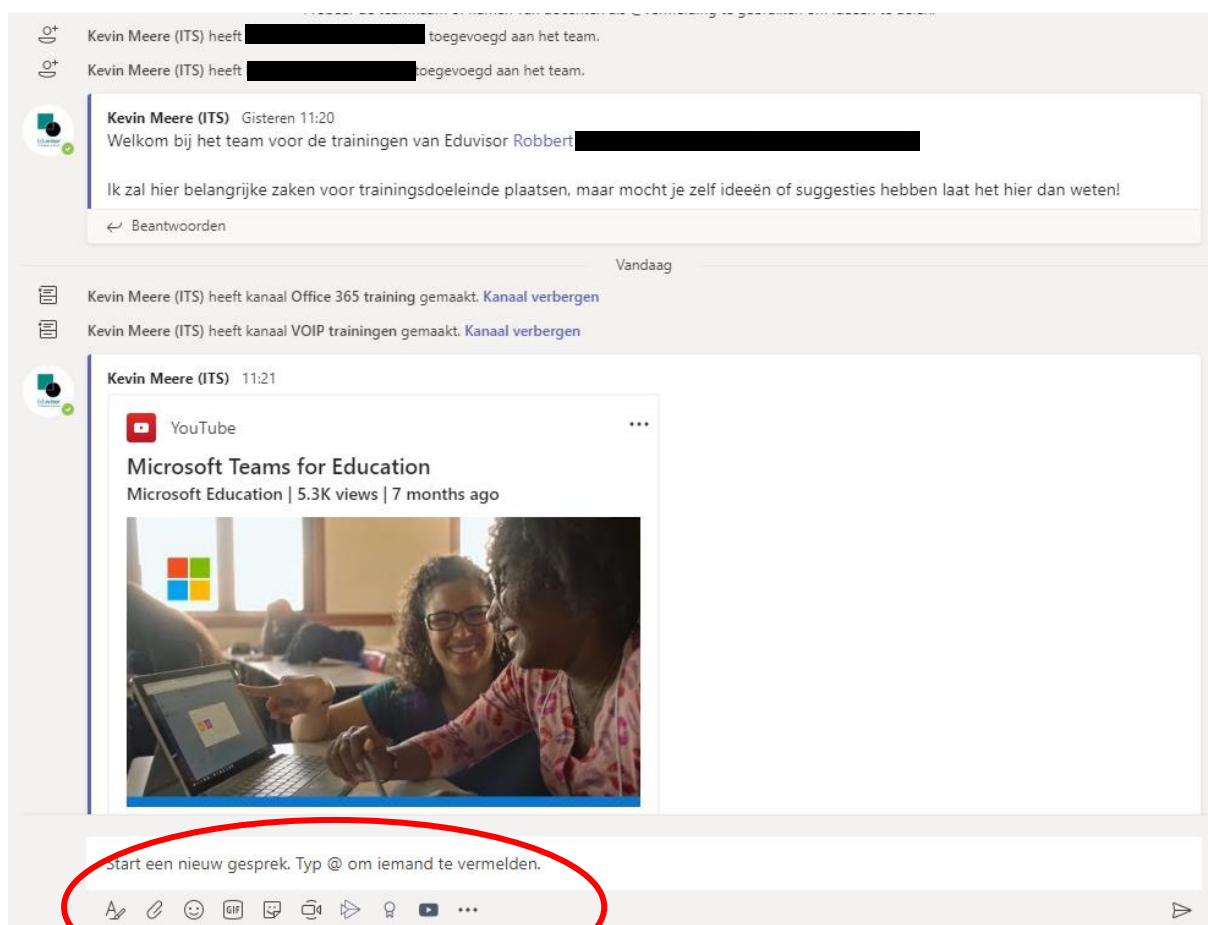 Kevin Meere (ITS) heeft toegevoegd aan het team.
Kevin Meere (ITS) heeft toegevoegd aan het team.
Kevin Meere (ITS) Gisteren 11:20
Welkom bij het team voor de trainingen van Eduvisor Robbert
Ik zal hier belangrijke zaken voor trainingsdoeleinde plaatsen, maar mocht je zelf ideeën of suggesties hebben laat het hier dan weten!
Beantwoorden
Vandaag
Kevin Meere (ITS) heeft kanaal Office 365 training gemaakt. Kanaal verbergen
Kevin Meere (ITS) heeft kanaal VOIP trainingen gemaakt. Kanaal verbergen
Kevin Meere (ITS) 11:21
YouTube
Microsoft Teams for Education
Microsoft Education | 5.3K views | 7 months ago
Start een nieuw gesprek. Typ @ om iemand te vermelden.
GIF